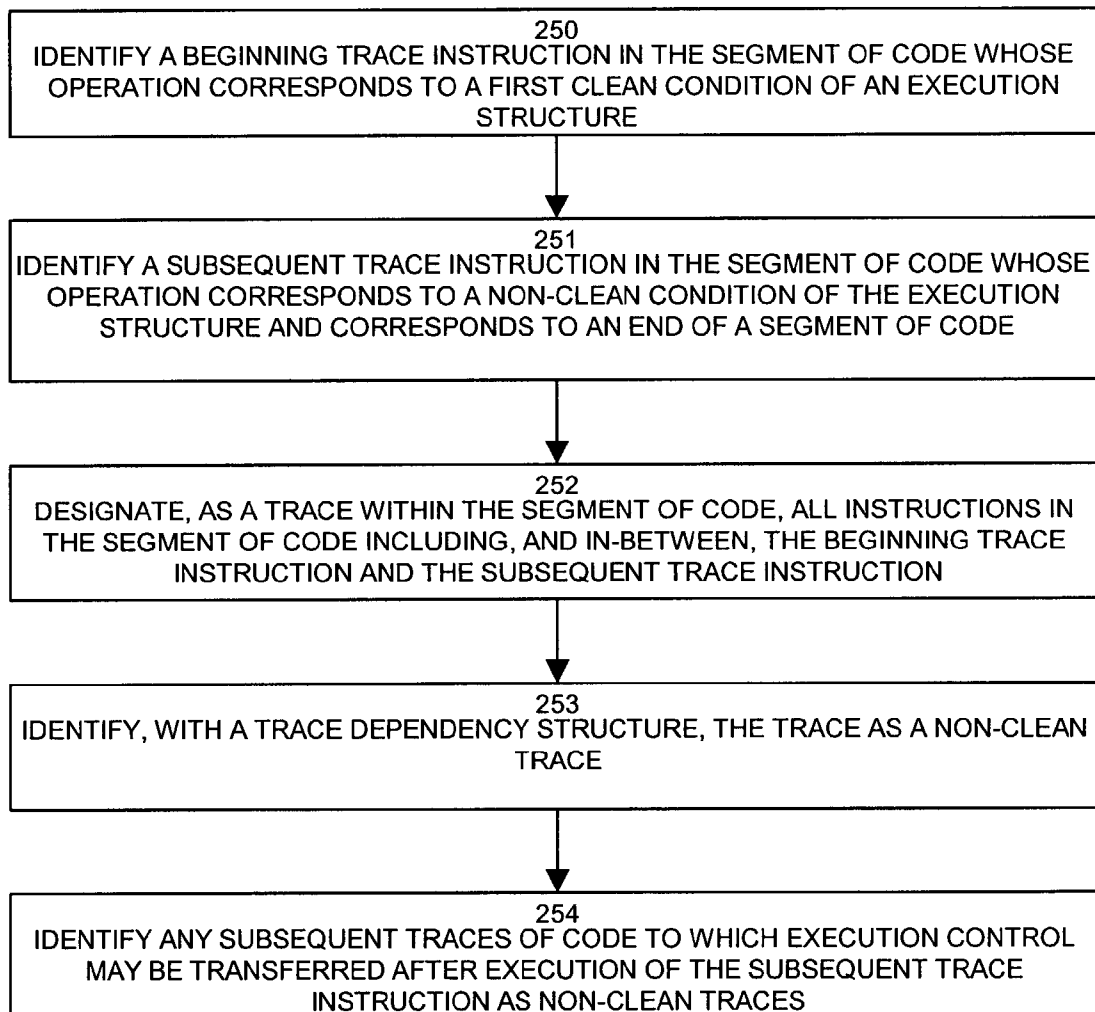 250
IDENTIFY A BEGINNING TRACE INSTRUCTION IN THE SEGMENT OF CODE WHOSE
OPERATION CORRESPONDS TO A FIRST CLEAN CONDITION OF AN EXECUTION
STRUCTURE
251
IDENTIFY A SUBSEQUENT TRACE INSTRUCTION IN THE SEGMENT OF CODE WHOSE
OPERATION CORRESPONDS TO A NON-CLEAN CONDITION OF THE EXECUTION
STRUCTURE AND CORRESPONDS TO AN END OF A SEGMENT OF CODE
252
DESIGNATE, AS A TRACE WITHIN THE SEGMENT OF CODE, ALL INSTRUCTIONS IN
THE SEGMENT OF CODE INCLUDING, AND IN-BETWEEN, THE BEGINNING TRACE
INSTRUCTION AND THE SUBSEQUENT TRACE INSTRUCTION
253
IDENTIFY, WITH A TRACE DEPENDENCY STRUCTURE, THE TRACE AS A NON-CLEAN
TRACE
254
IDENTIFY ANY SUBSEQUENT TRACES OF CODE TO WHICH EXECUTION CONTROL
MAY BE TRANSFERRED AFTER EXECUTION OF THE SUBSEQUENT TRACE
INSTRUCTION AS NON-CLEAN TRACES